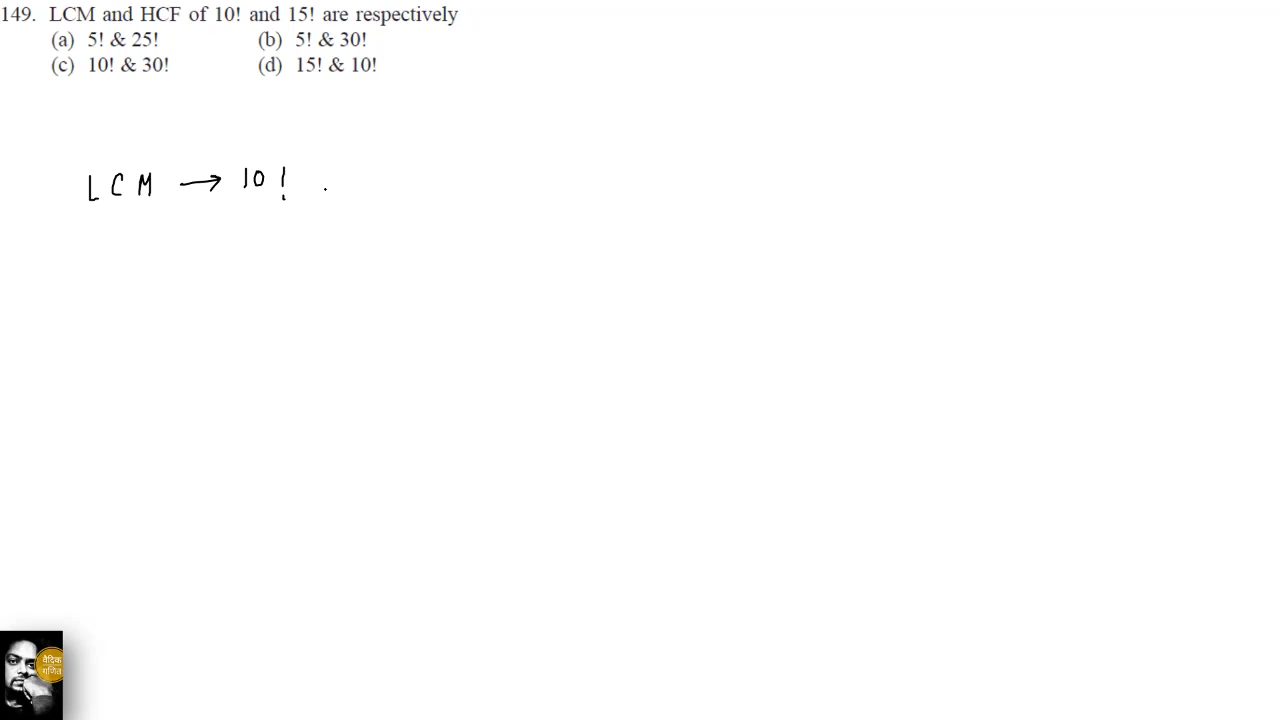 149. LCM and HCF of 10! and 15! are respectively
(a) 5! & 25! (b) 5! & 30!
(c) 10! & 30! (d) 15! & 10!
LCM → 10!
वैदिक
गणित